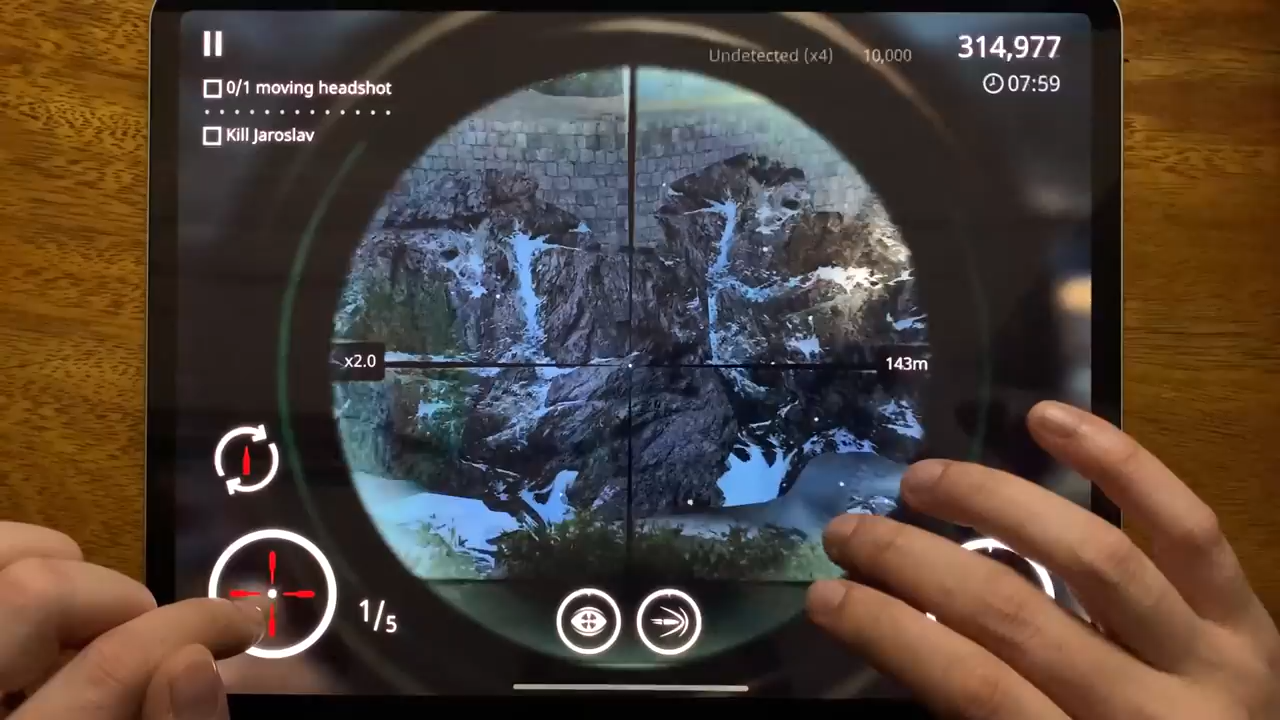 Undetected (x4) 10,000 314,977
07:59
0/1 moving headshot
Kill Jaroslav
x2.0
143m
1/5